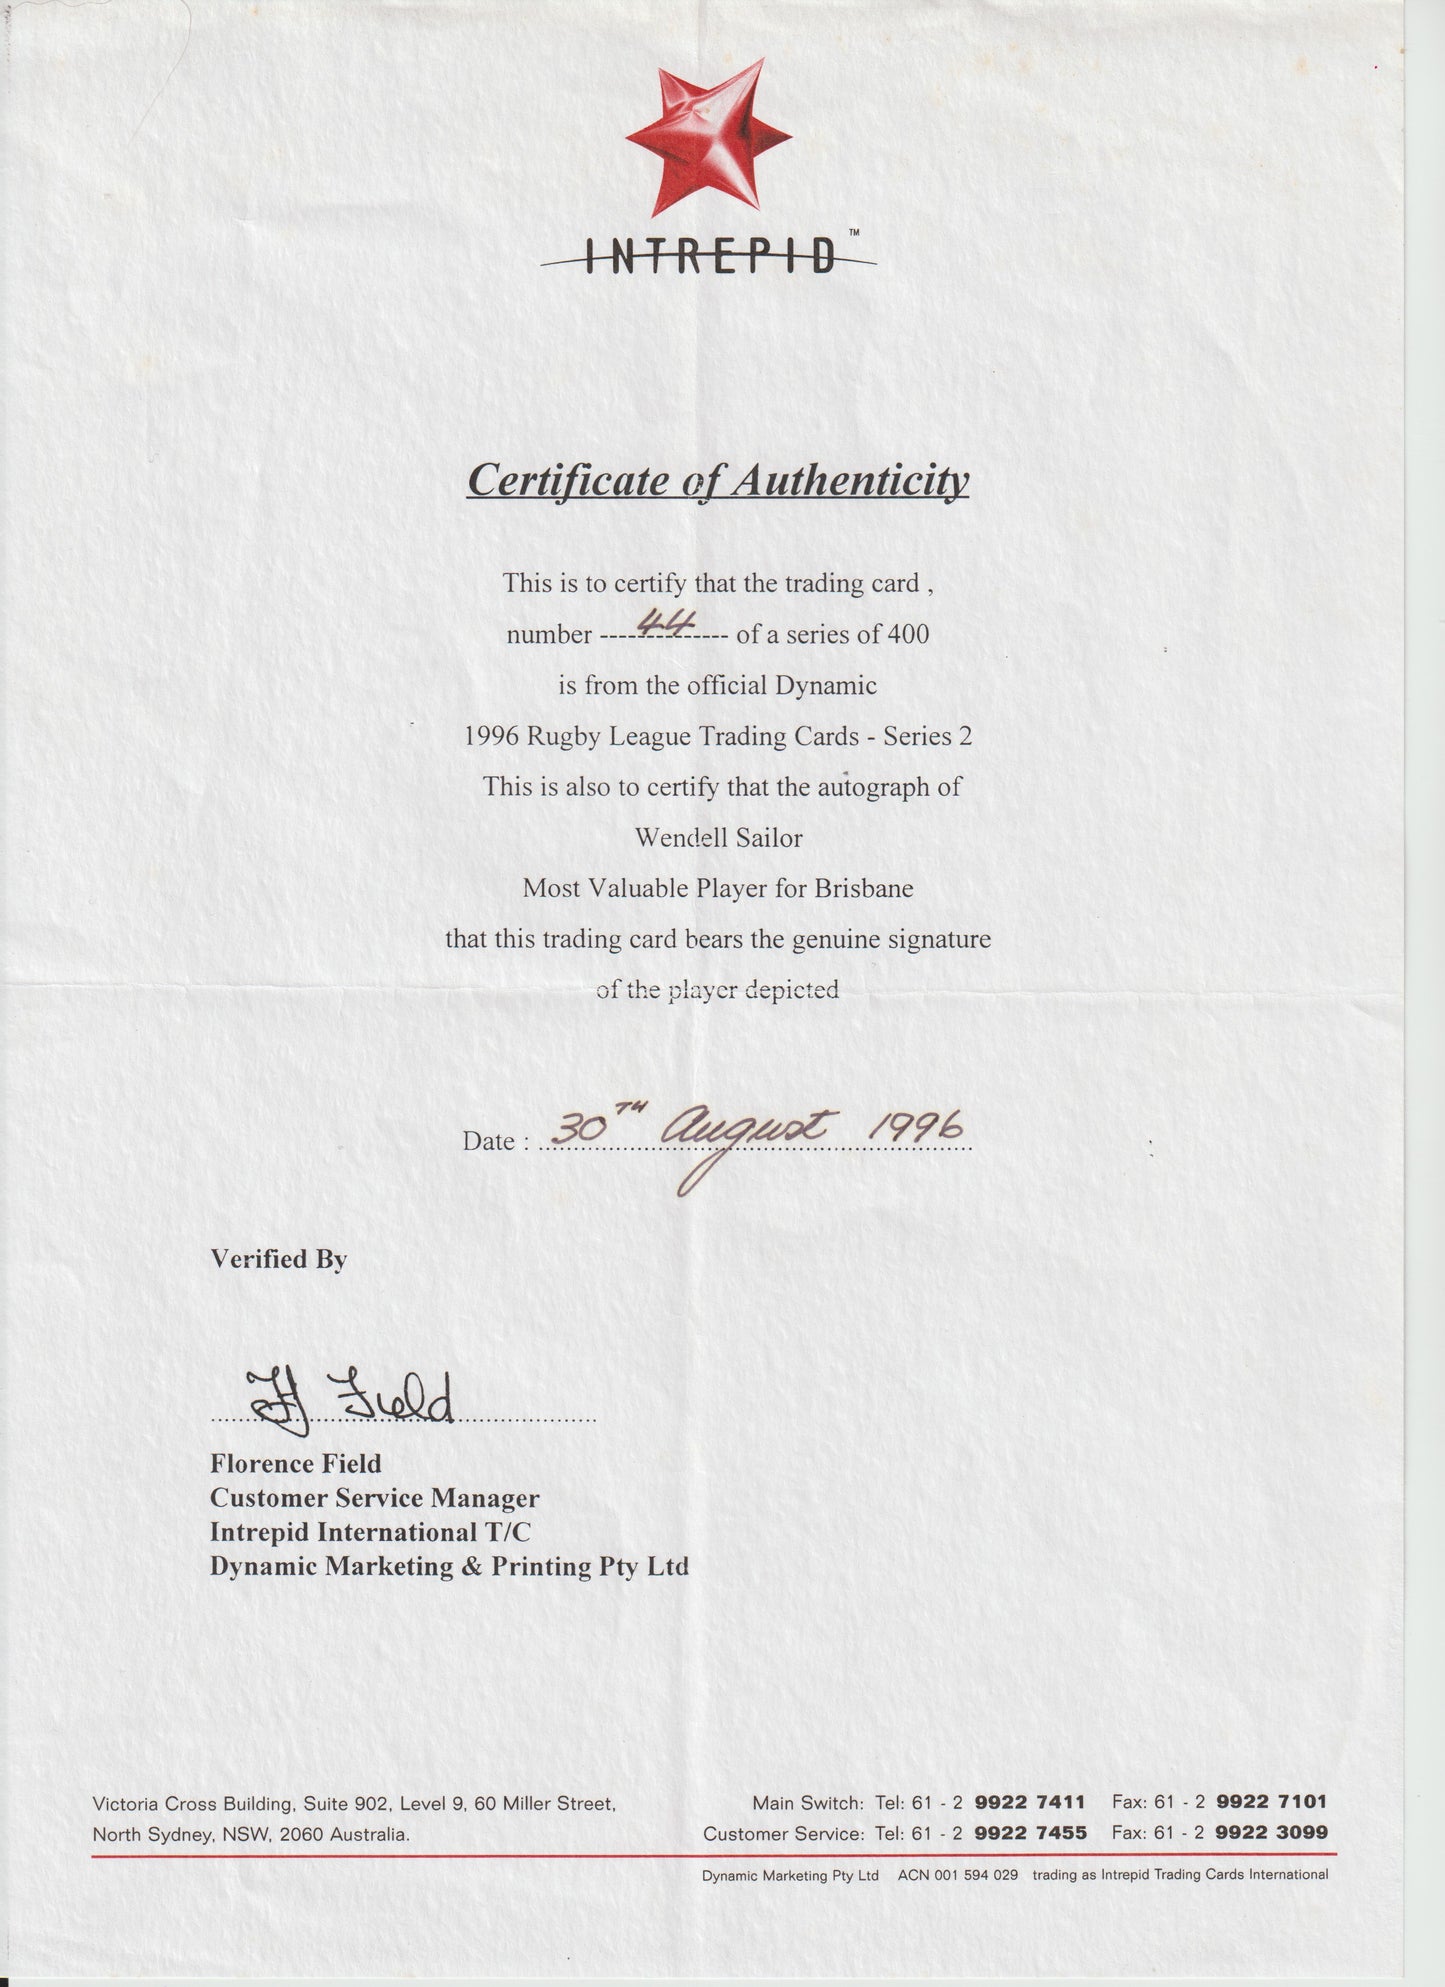 INTREPID™
Certificate of Authenticity
This is to certify that the trading card ,
number ----44---- of a series of 400
is from the official Dynamic
1996 Rugby League Trading Cards - Series 2
This is also to certify that the autograph of
Wendell Sailor
Most Valuable Player for Brisbane
that this trading card bears the genuine signature
of the player depicted
Date : 30TH August 1996
Verified By
FJ Field
Florence Field
Customer Service Manager
Intrepid International T/C
Dynamic Marketing & Printing Pty Ltd
Victoria Cross Building, Suite 902, Level 9, 60 Miller Street,
North Sydney, NSW, 2060 Australia.
Main Switch: Tel: 61 - 2 9922 7411 Fax: 61 - 2 9922 7101
Customer Service: Tel: 61 - 2 9922 7455 Fax: 61 - 2 9922 3099
Dynamic Marketing Pty Ltd ACN 001 594 029 trading as Intrepid Trading Cards International